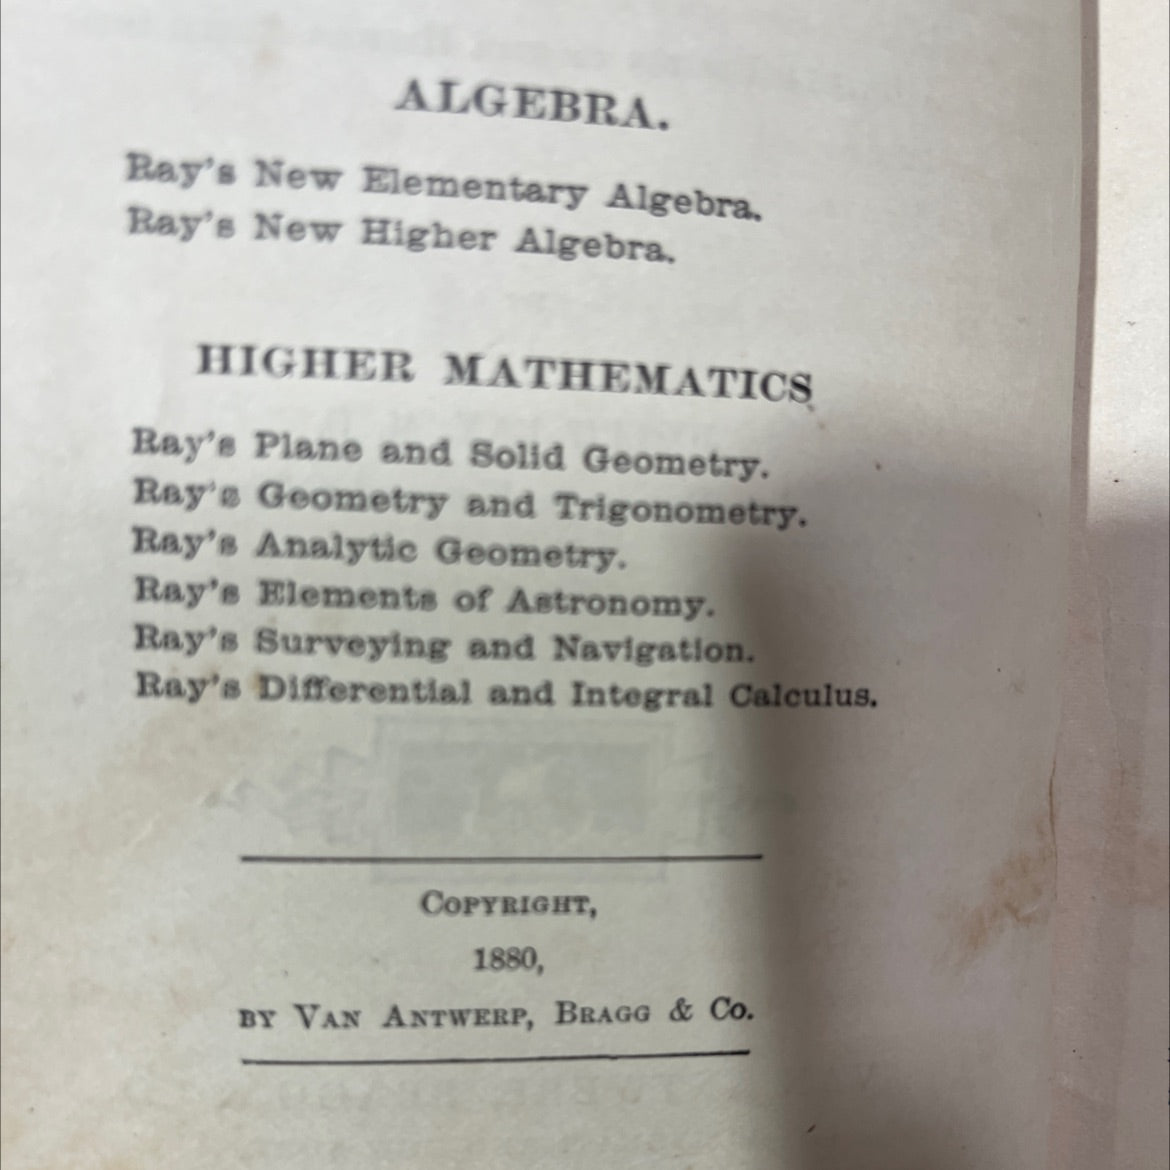 ALGEBRA.
Ray's New Elementary Algebra.
Ray's New Higher Algebra.
HIGHER MATHEMATICS
Ray's Plane and Solid Geometry.
Ray's Geometry and Trigonometry.
Ray's Analytic Geometry.
Ray's Elements of Astronomy.
Ray's Surveying and Navigation.
Ray's Differential and Integral Calculus.
COPYRIGHT,
1880,
BY VAN ANTWERP, BRAGG & CO.